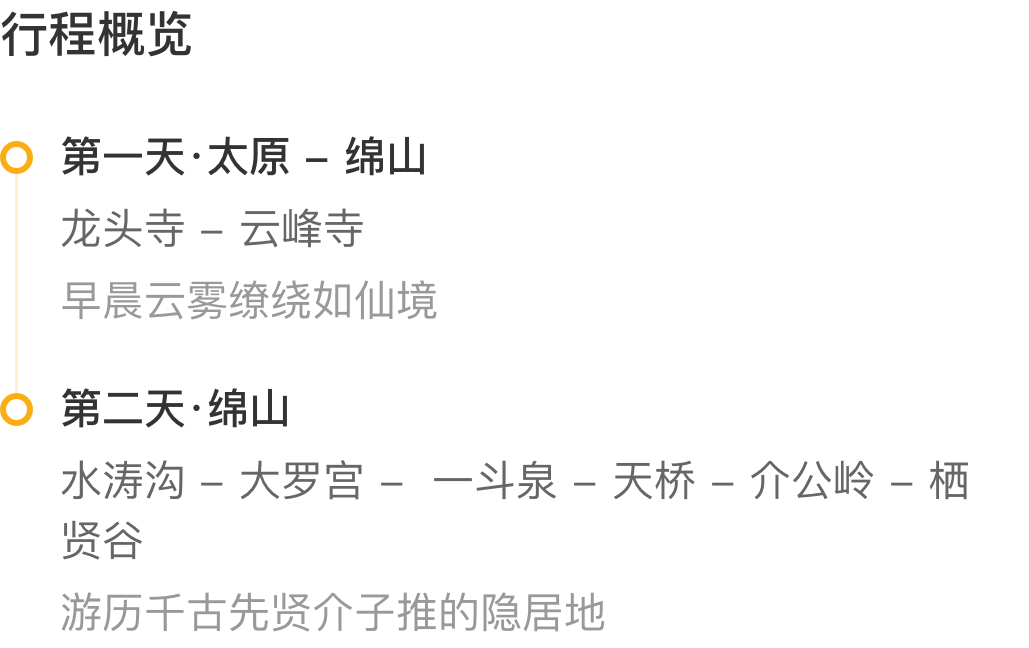 行程概览
第一天·太原 – 绵山
龙头寺 – 云峰寺
早晨云雾缭绕如仙境
第二天·绵山
水涛沟 – 大罗宫 – 一斗泉 – 天桥 – 介公岭 – 栖
贤谷
游历千古先贤介子推的隐居地